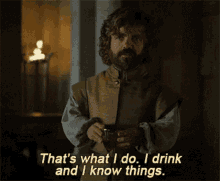 That's what I do. I drink
and I know things.